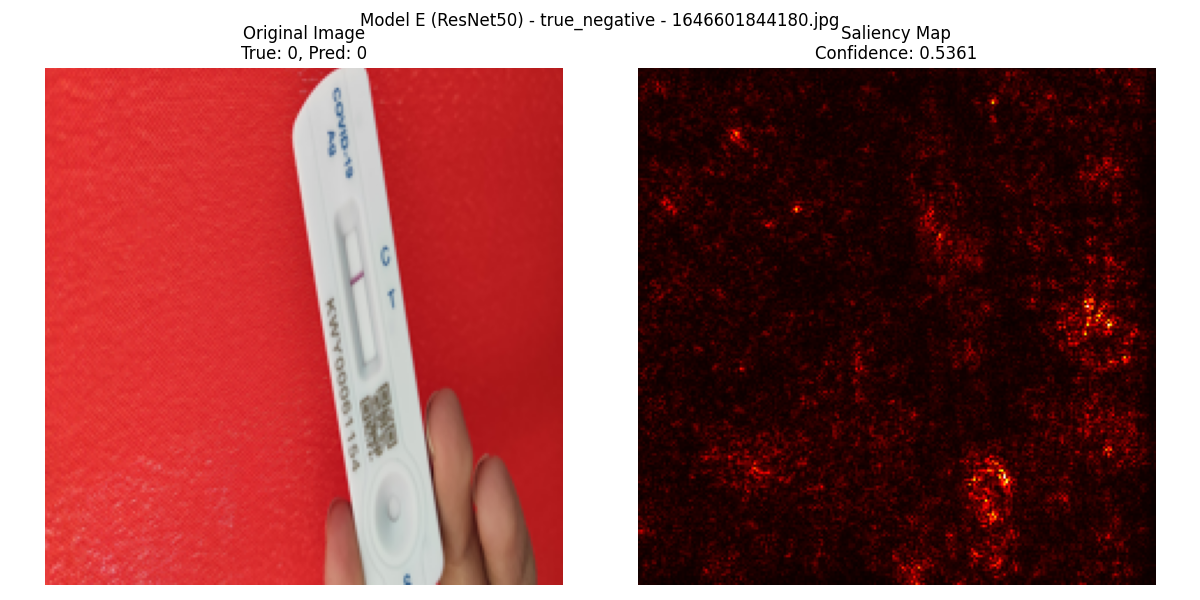 Model E (ResNet50) - true_negative - 1646601844180.jpg
Original Image
True: 0, Pred: 0
Saliency Map
Confidence: 0.5361
COVID-19
Ag
C
T
KWY00061154
S